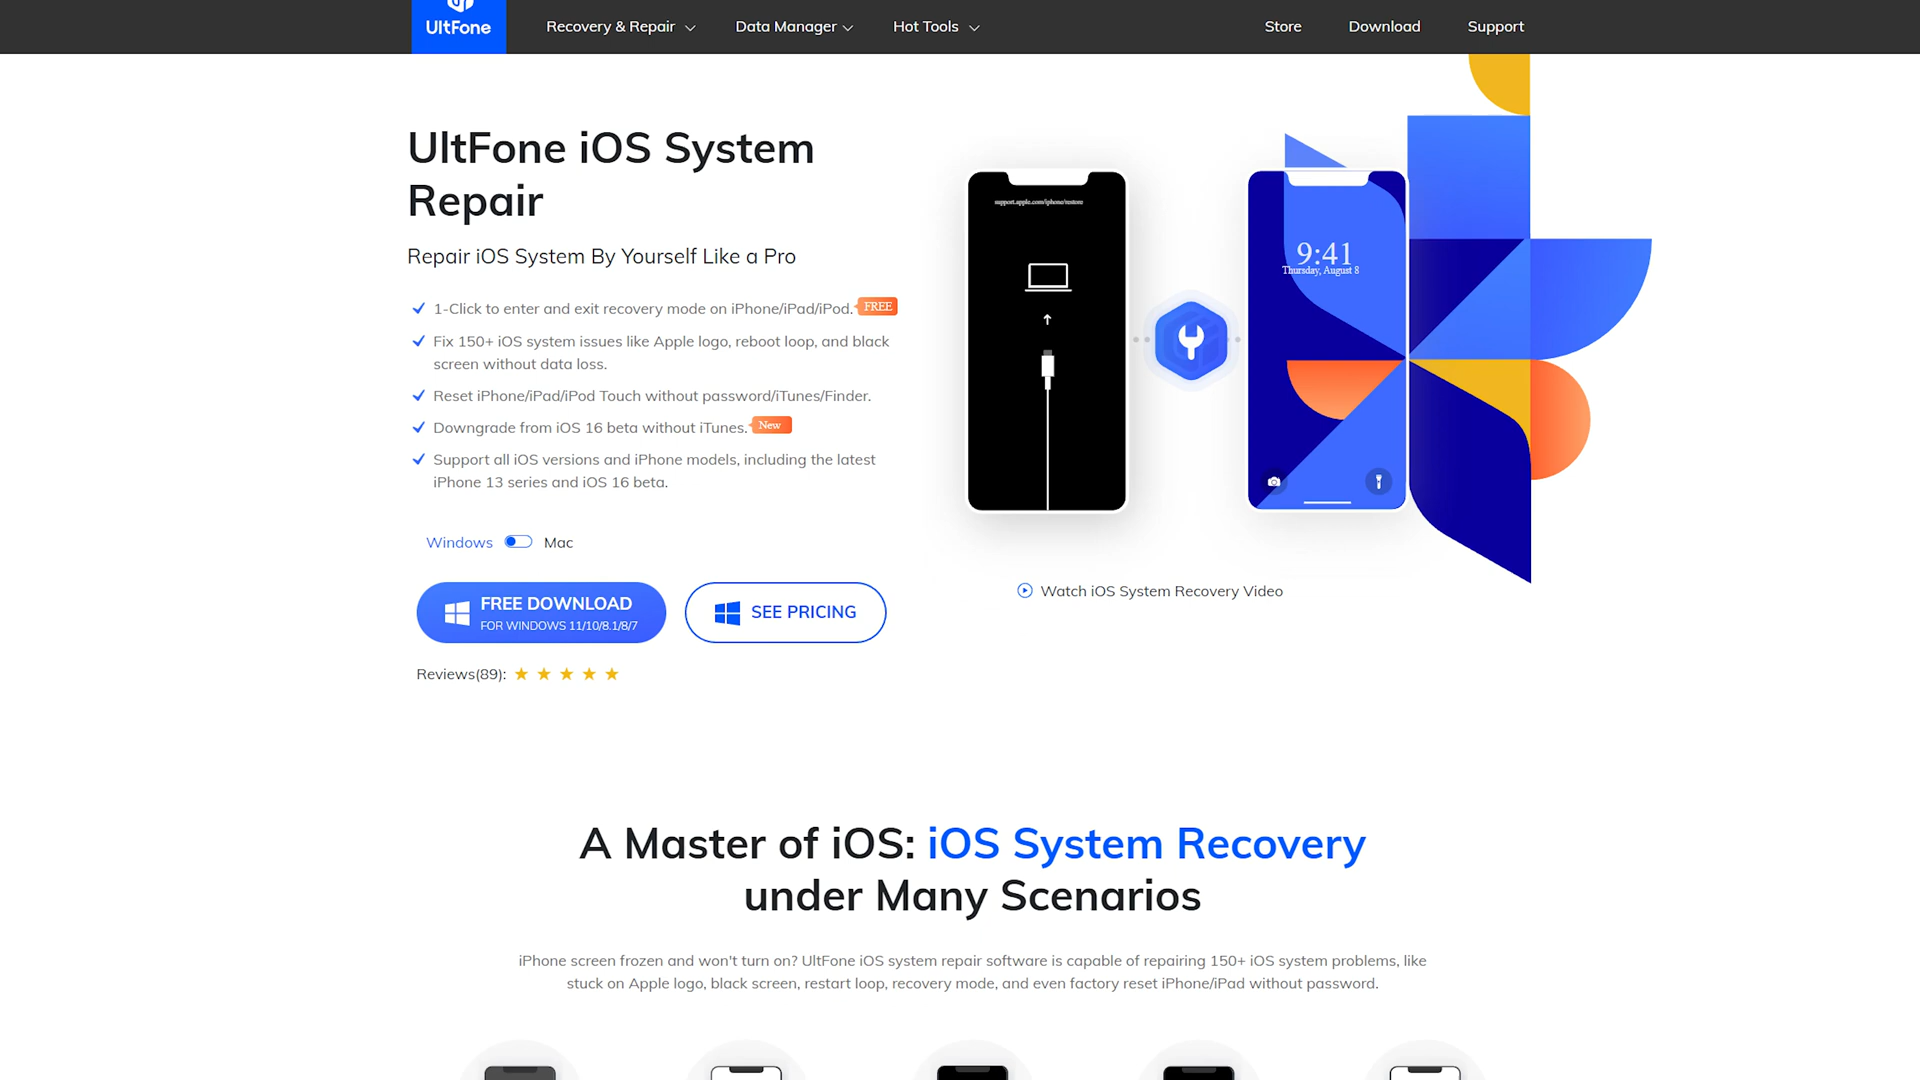 UltFone
Recovery & Repair
Data Manager
Hot Tools
Store
Download
Support
UltFone iOS System
Repair
Repair iOS System By Yourself Like a Pro
1-Click to enter and exit recovery mode on iPhone/iPad/iPod. FREE
Fix 150+ iOS system issues like Apple logo, reboot loop, and black
screen without data loss.
Reset iPhone/iPad/iPod Touch without password/iTunes/Finder.
Downgrade from iOS 16 beta without iTunes. New
Support all iOS versions and iPhone models, including the latest
iPhone 13 series and iOS 16 beta.
Windows
Mac
FREE DOWNLOAD
FOR WINDOWS 11/10/8.1/8/7
SEE PRICING
Reviews(89):
support.apple.com/iphone/restore
9:41
Thursday, August 8
Watch iOS System Recovery Video
A Master of iOS: iOS System Recovery
under Many Scenarios
iPhone screen frozen and won't turn on? UltFone iOS system repair software is capable of repairing 150+ iOS system problems, like
stuck on Apple logo, black screen, restart loop, recovery mode, and even factory reset iPhone/iPad without password.